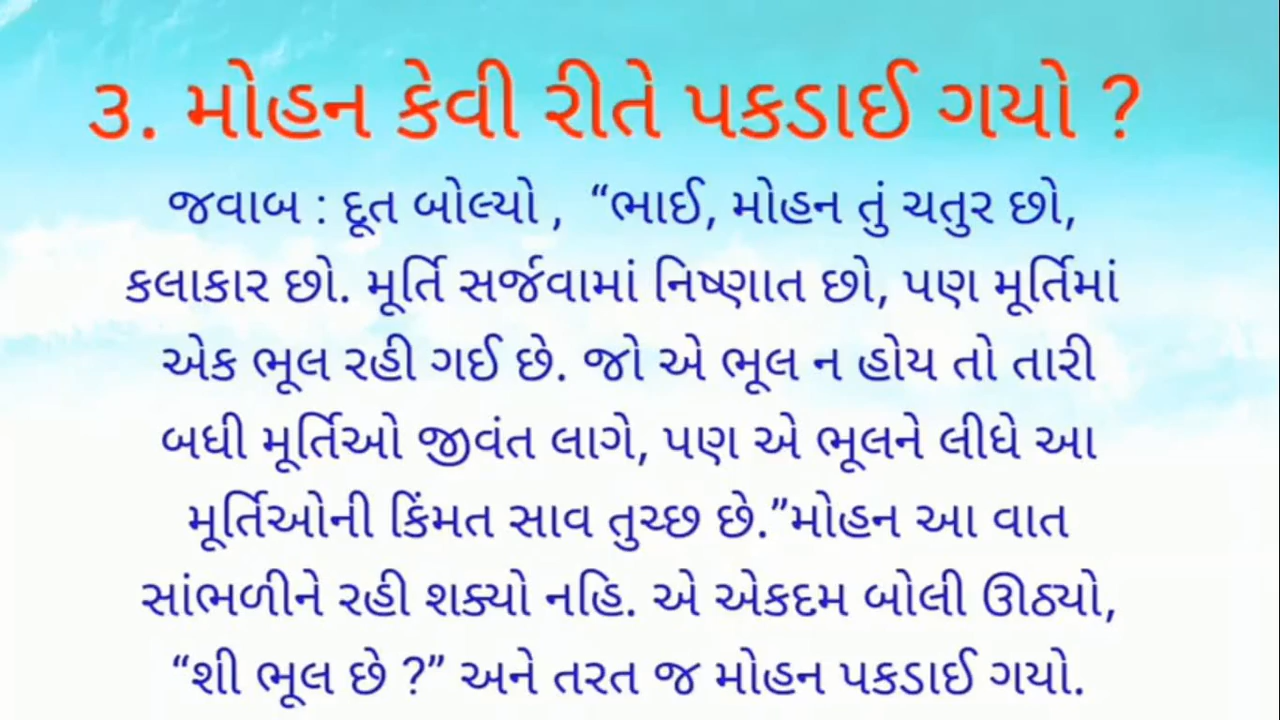 ૩. મોહન કેવી રીતે પકડાઈ ગયો ?
જવાબ : દૂત બોલ્યો , “ભાઈ, મોહન તું ચતુર છો,
કલાકાર છો. મૂર્તિ સર્જવામાં નિષ્ણાત છો, પણ મૂર્તિમાં
એક ભૂલ રહી ગઈ છે. જો એ ભૂલ ન હોય તો તારી
બધી મૂર્તિઓ જીવંત લાગે, પણ એ ભૂલને લીધે આ
મૂર્તિઓની કિંમત સાવ તુચ્છ છે.”મોહન આ વાત
સાંભળીને રહી શક્યો નહિ. એ એકદમ બોલી ઊઠ્યો,
“શી ભૂલ છે ?” અને તરત જ મોહન પકડાઈ ગયો.